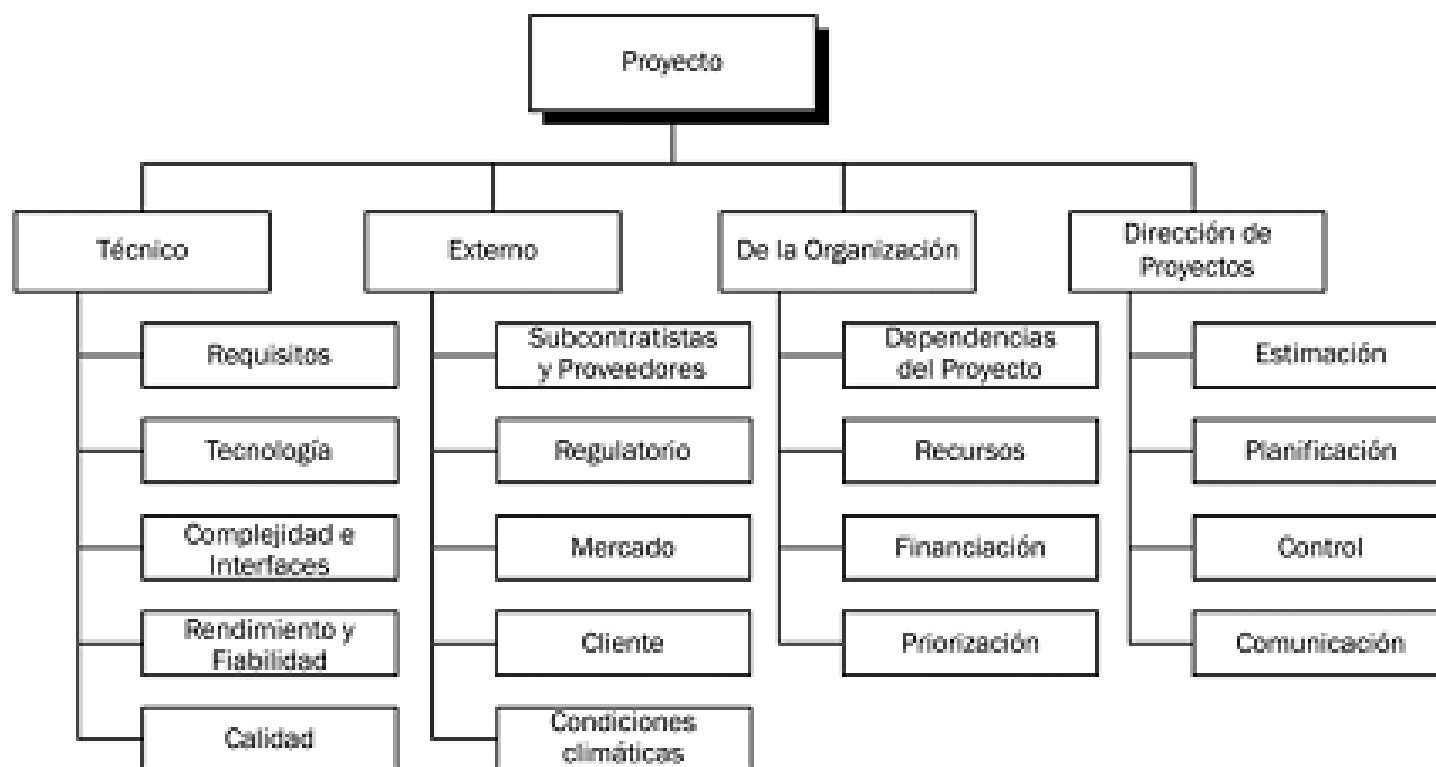 Proyecto
Técnico
Externo
De la Organización
Dirección de
Proyectos
Requisitos
Subcontratistas
y Proveedores
Dependencias
del Proyecto
Estimación
Tecnología
Regulatorio
Recursos
Planificación
Complejidad e
Interfaces
Mercado
Financiación
Control
Rendimiento y
Fiabilidad
Cliente
Priorización
Comunicación
Calidad
Condiciones
climáticas